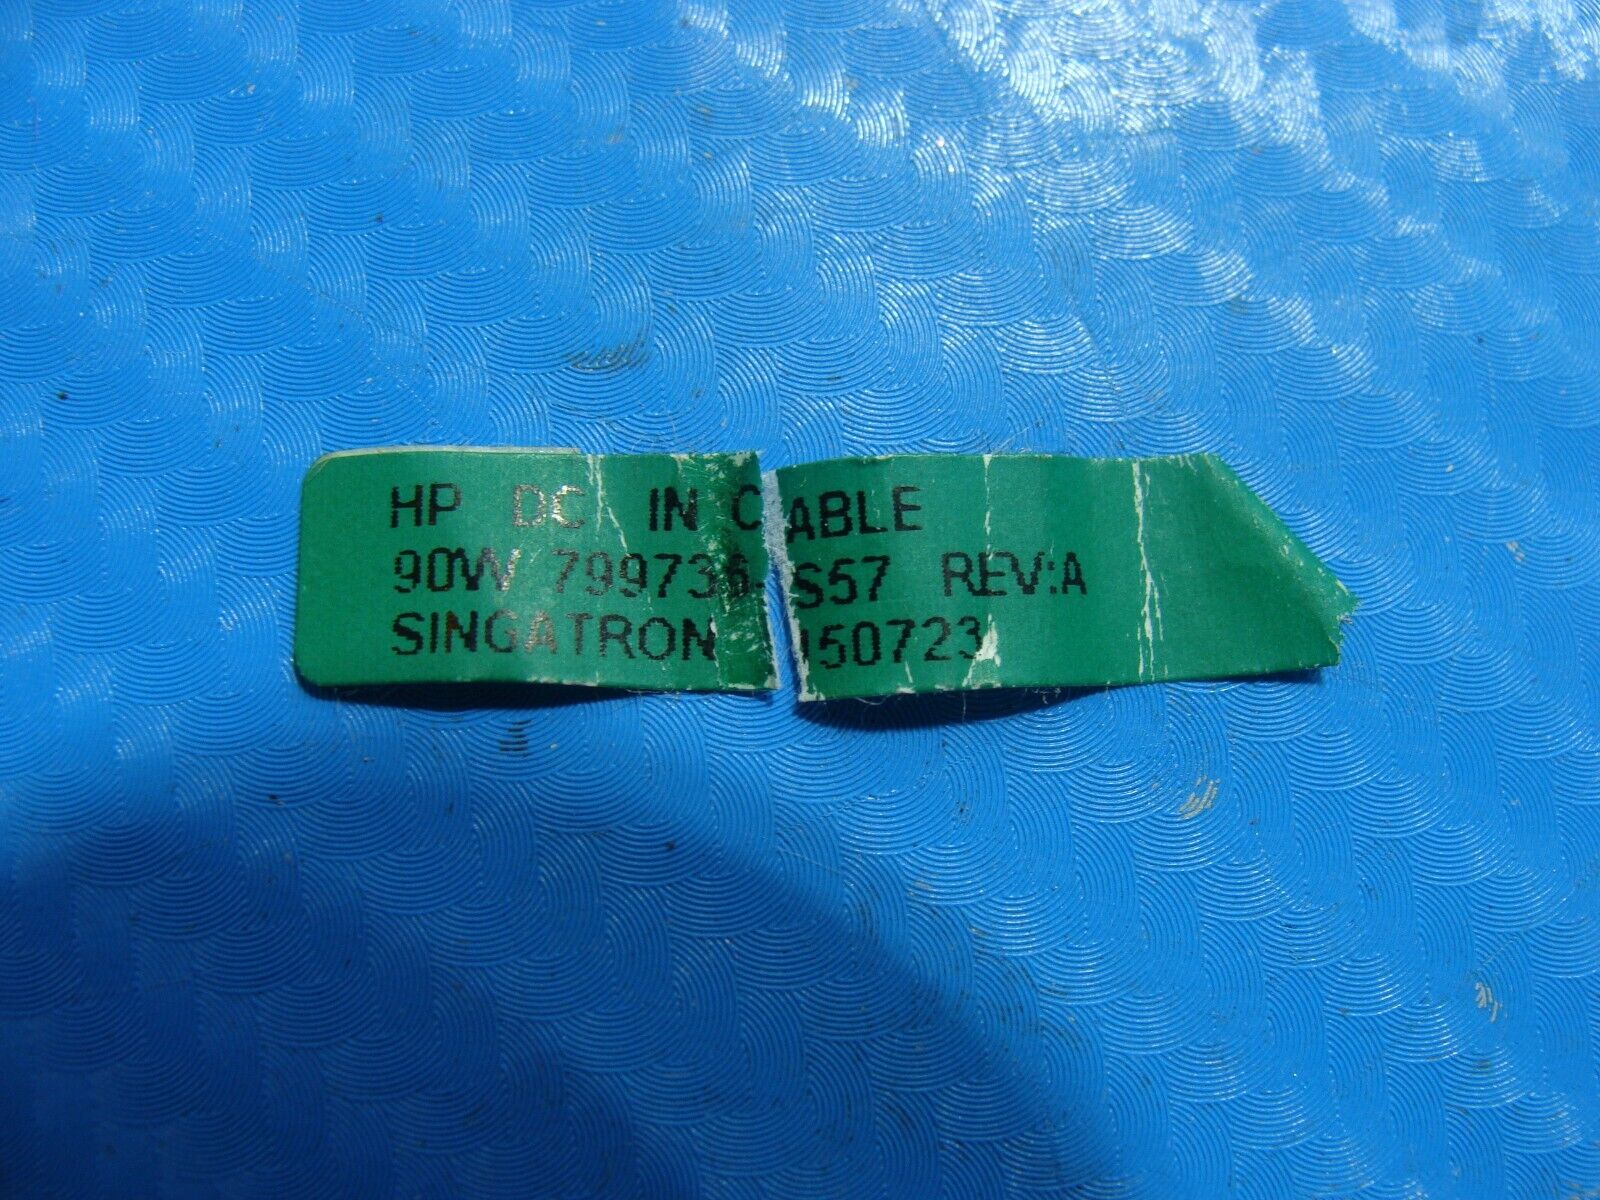 HP DC IN CABLE
90W 799736-S57 REV:A
SINGATRON 150723